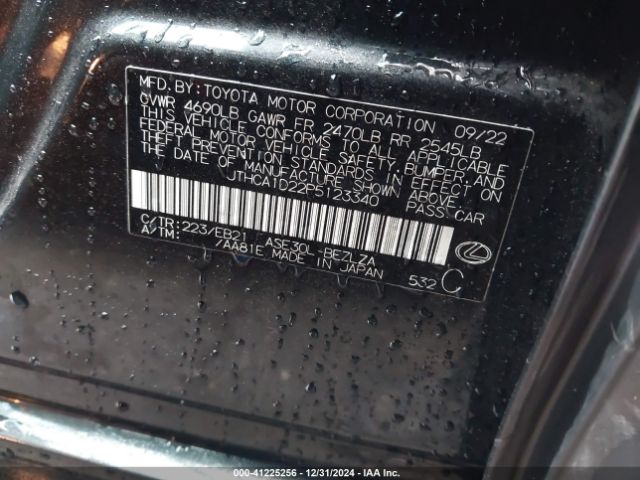 MFD.BY:TOYOTA MOTOR CORPORATION 09/22
GVWR 4690LB GAWR FR 2470LB RR 2545LB
THIS VEHICLE CONFORMS TO ALL APPLICABLE
FEDERAL MOTOR VEHICLE SAFETY,BUMPER,AND
THEFT PREVENTION STANDARDS IN EFFECT ON
THE DATE OF MANUFACTURE SHOWN ABOVE.
JTHCA1D22P5123340 PASS CAR
C/TR:223/EB21 ASE30L-BEZLZA
A/TM: /AA81E MADE IN JAPAN
532 C
000-41225256 - 12/31/2024 - IAA Inc.